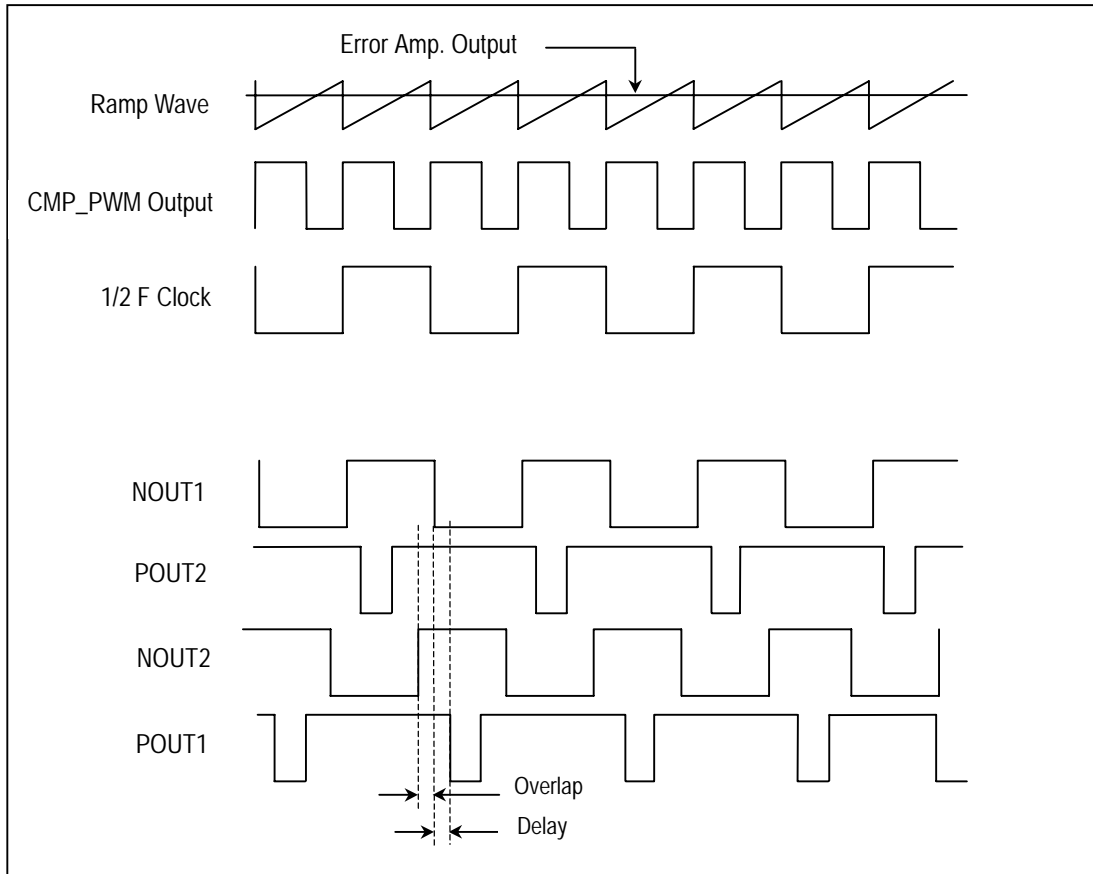 Error Amp. Output
Ramp Wave
CMP_PWM Output
1/2 F Clock
NOUT1
POUT2
NOUT2
POUT1
Overlap
Delay